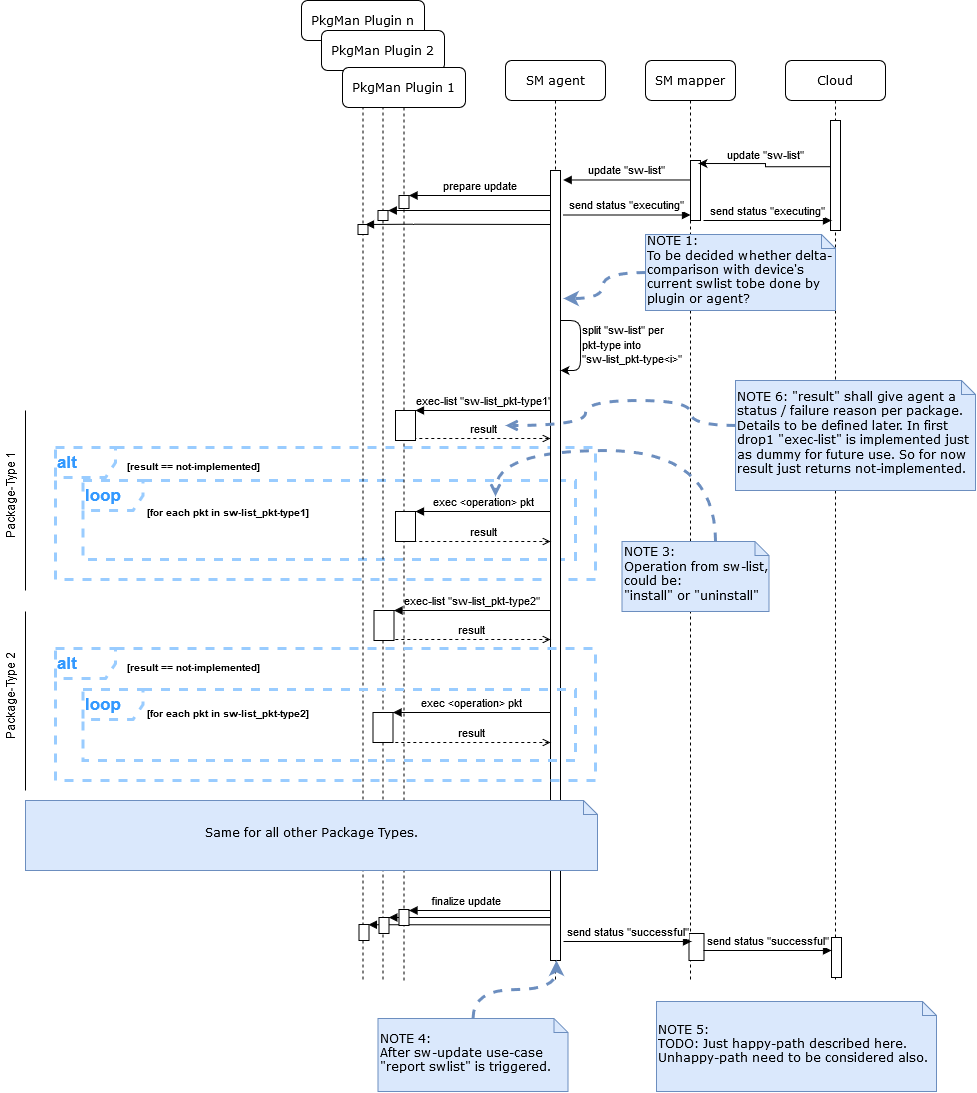 PkgMan Plugin n
PkgMan Plugin 2
PkgMan Plugin 1
SM agent
SM mapper
Cloud
update "sw-list"
update "sw-list"
prepare update
send status "executing"
send status "executing"
NOTE 1:
To be decided whether delta-
comparison with device's
current swlist tobe done by
plugin or agent?
split "sw-list" per
pkt-type into
"sw-list_pkt-type<i>"
NOTE 6: "result" shall give agent a
status / failure reason per package.
Details to be defined later. In first
drop1 "exec-list" is implemented just
as dummy for future use. So for now
result just returns not-implemented.
Package-Type 1
exec-list "sw-list_pkt-type1"
result
alt
[result == not-implemented]
loop
[for each pkt in sw-list_pkt-type1]
exec <operation> pkt
result
NOTE 3:
Operation from sw-list,
could be:
"install" or "uninstall"
Package-Type 2
exec-list "sw-list_pkt-type2"
result
alt
[result == not-implemented]
loop
[for each pkt in sw-list_pkt-type2]
exec <operation> pkt
result
Same for all other Package Types.
finalize update
send status "successful"
send status "successful"
NOTE 4:
After sw-update use-case
"report swlist" is triggered.
NOTE 5:
TODO: Just happy-path described here.
Unhappy-path need to be considered also.